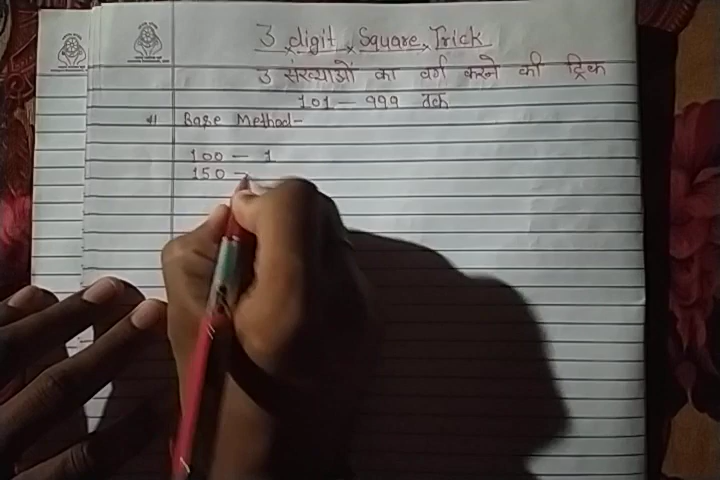 3 digit Square Trick
3 संख्याओं का वर्ग करने की ट्रिक
101 — 999 तक
Base Method-
100 — 1
150 —